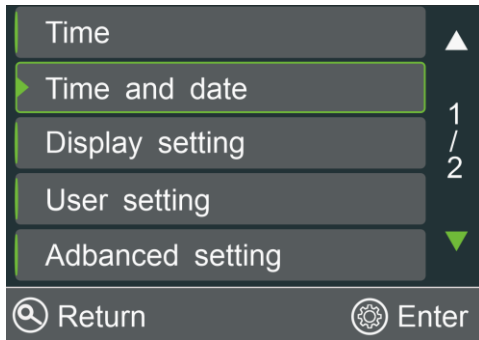 Time
Time and date
Display setting
User setting
Adbanced setting
1
/
2
Return
Enter